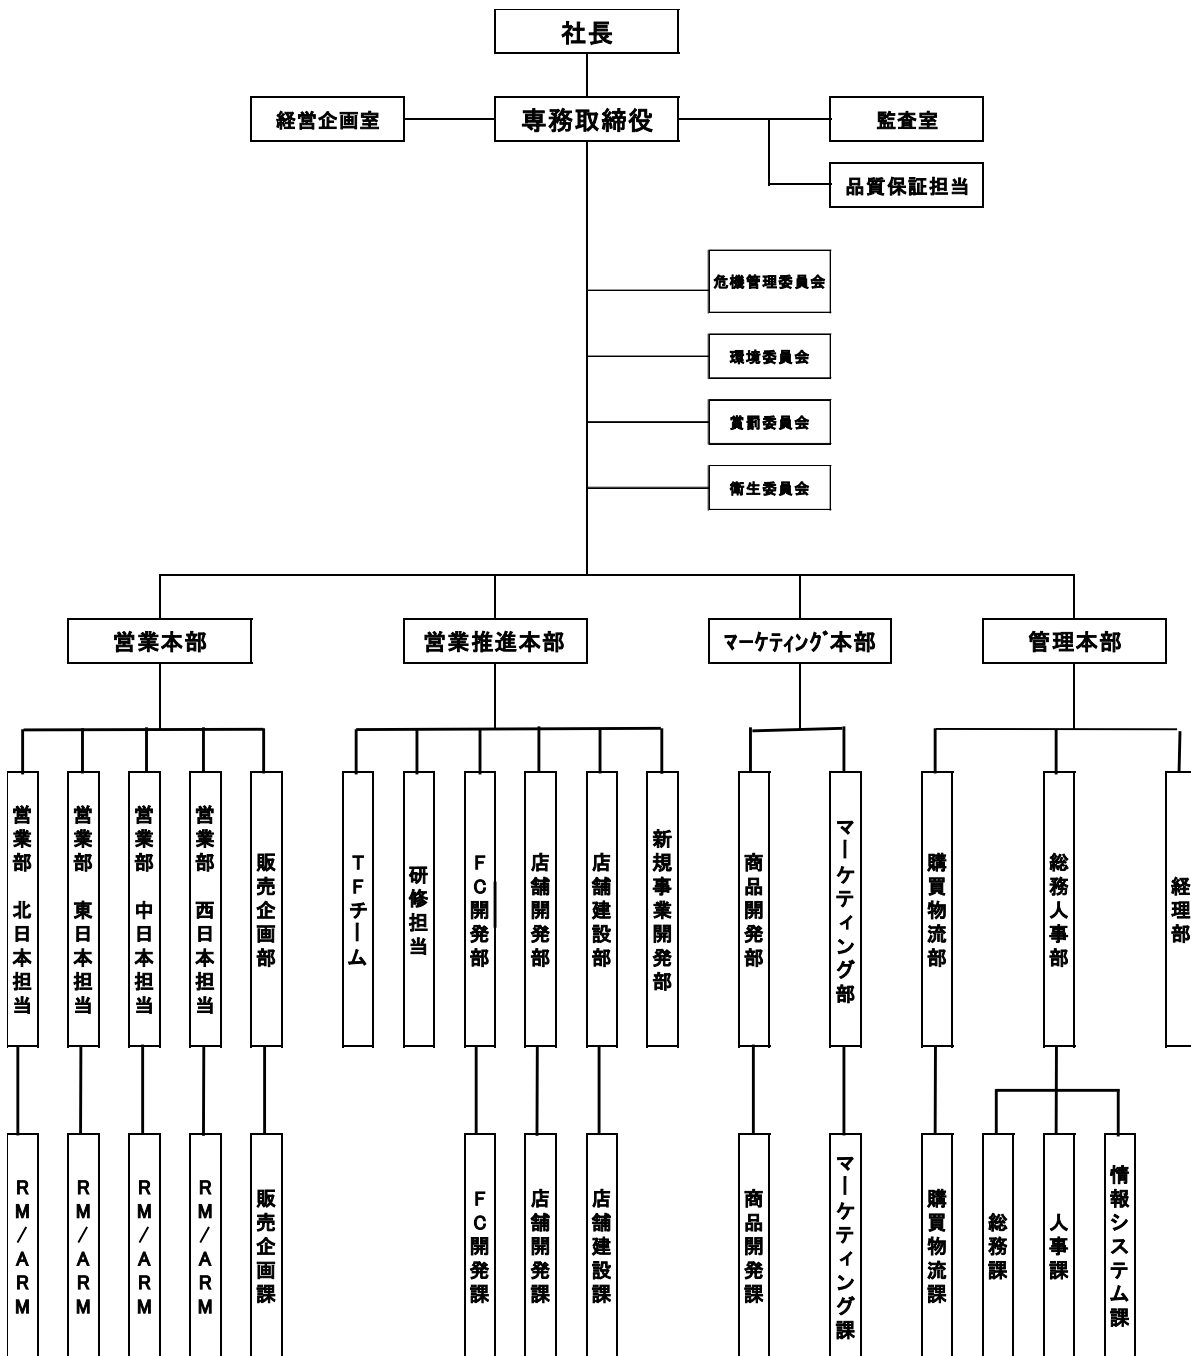 社長
経営企画室
専務取締役
監査室
品質保証担当
危機管理委員会
環境委員会
賞罰委員会
衛生委員会
営業本部
営業推進本部
ﾏｰｹﾃｨﾝｸﾞ本部
管理本部
営業部 北日本担当
営業部 東日本担当
営業部 中日本担当
営業部 西日本担当
販売企画部
ＴＦチーム
研修担当
ＦＣ開発部
店舗開発部
店舗建設部
新規事業開発部
商品開発部
マーケティング部
購買物流部
総務人事部
経理部
ＲＭ/ＡＲＭ
ＲＭ/ＡＲＭ
ＲＭ/ＡＲＭ
ＲＭ/ＡＲＭ
販売企画課
ＦＣ開発課
店舗開発課
店舗建設課
商品開発課
マーケティング課
購買物流課
総務課
人事課
情報システム課